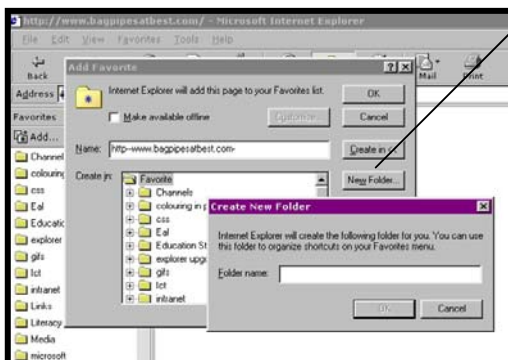 http://www.bagpipesatbest.com/ - Microsoft Internet Explorer
File Edit View Favorites Tools Help
Back
Mail
Print
Address
Favorites
Add...
Channel
colouring
css
Eal
Educatio
explorer
gifs
Ict
intranet
Links
Literacy
Media
microsoft
Add Favorite
Internet Explorer will add this page to your Favorites list.
OK
Make available offline
Customize...
Cancel
Name: http--www.bagpipesatbest.com-
Create in <<
Create in:
New Folder...
Favorite
Channels
colouring in p
css
Eal
Education St
explorer upg
gifs
Ict
intranet
Create New Folder
Internet Explorer will create the following folder for you. You can use
this folder to organize shortcuts on your Favorites menu.
Folder name:
OK
Cancel